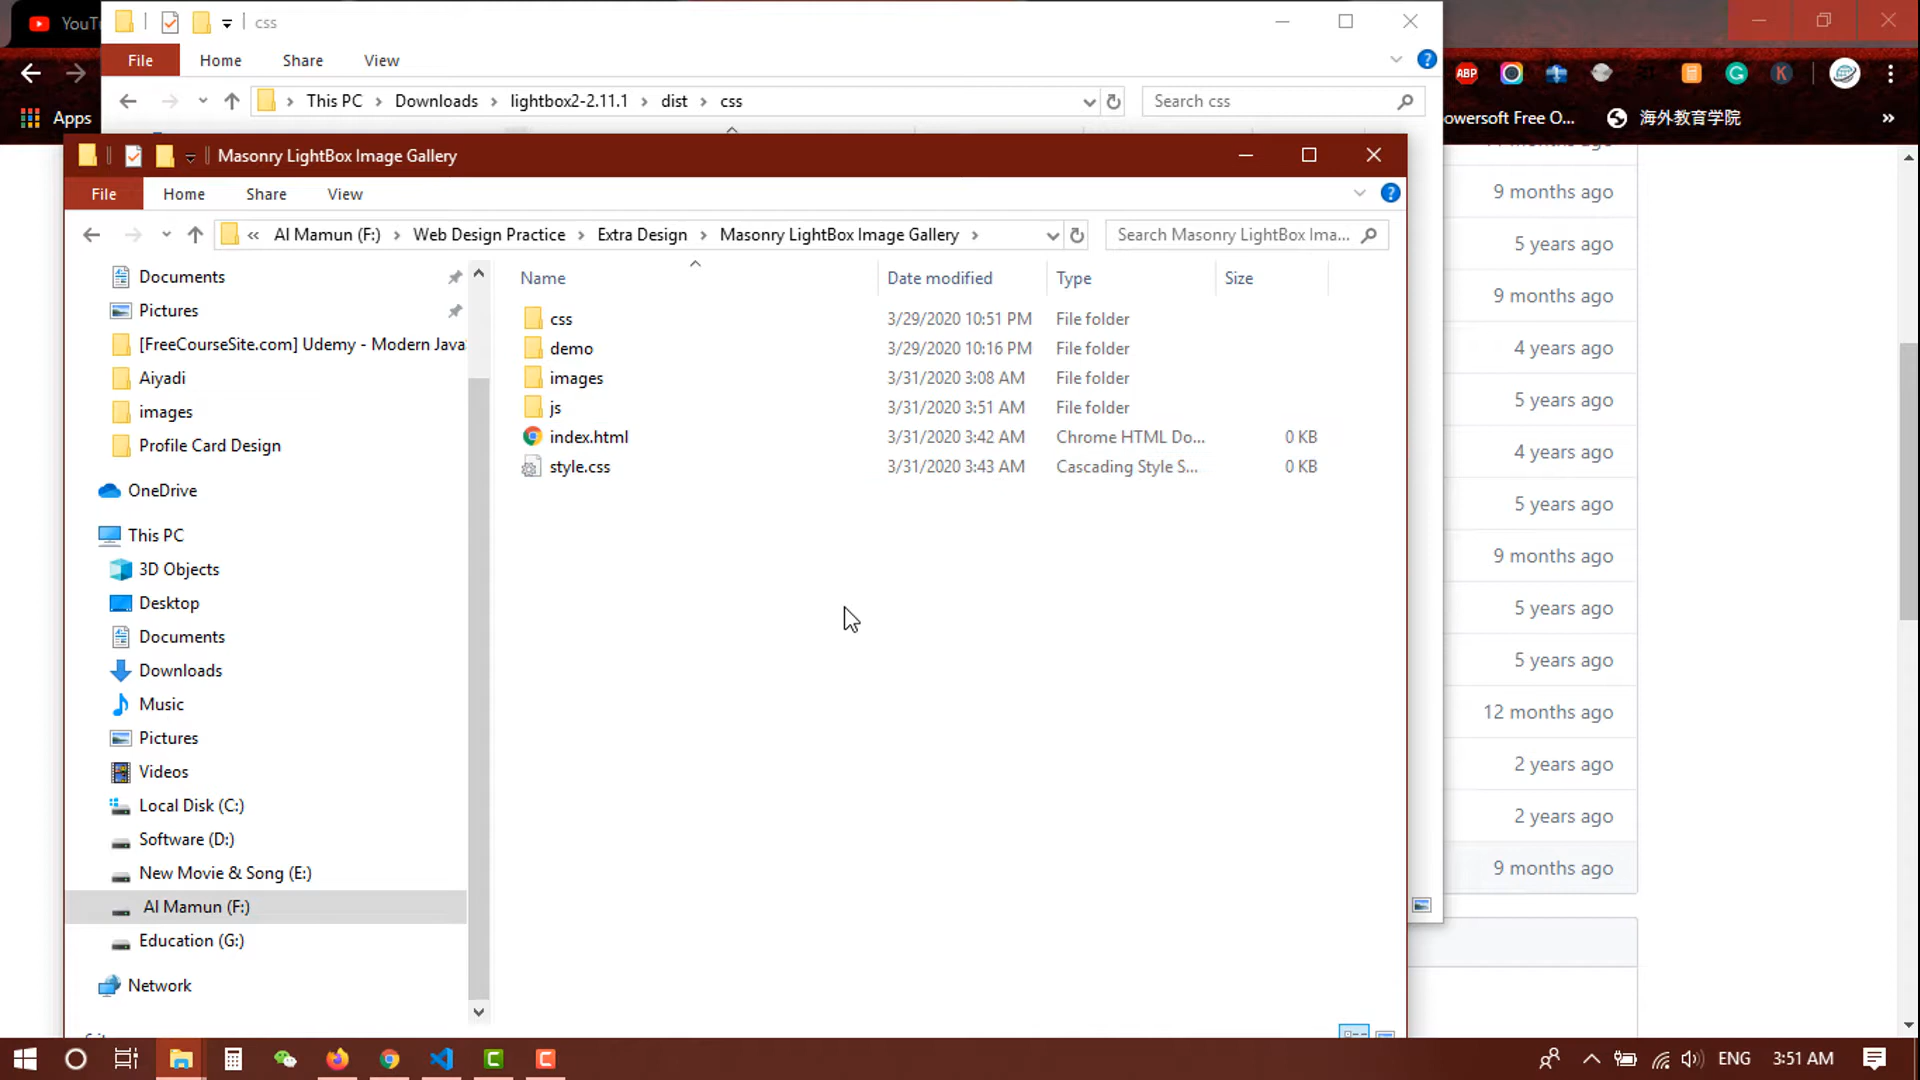 YouT
css
File Home Share View
This PC > Downloads > lightbox2-2.11.1 > dist > css
Search css
ABP
K
Apps
owersoft Free O... 海外教育学院 »
Masonry LightBox Image Gallery
File Home Share View
« Al Mamun (F:) > Web Design Practice > Extra Design > Masonry LightBox Image Gallery >
Search Masonry LightBox Ima...
Name Date modified Type Size
css 3/29/2020 10:51 PM File folder
demo 3/29/2020 10:16 PM File folder
images 3/31/2020 3:08 AM File folder
js 3/31/2020 3:51 AM File folder
index.html 3/31/2020 3:42 AM Chrome HTML Do... 0 KB
style.css 3/31/2020 3:43 AM Cascading Style S... 0 KB
Documents
Pictures
[FreeCourseSite.com] Udemy - Modern Java
Aiyadi
images
Profile Card Design
OneDrive
This PC
3D Objects
Desktop
Documents
Downloads
Music
Pictures
Videos
Local Disk (C:)
Software (D:)
New Movie & Song (E:)
Al Mamun (F:)
Education (G:)
Network
9 months ago
5 years ago
9 months ago
4 years ago
5 years ago
4 years ago
5 years ago
9 months ago
5 years ago
5 years ago
12 months ago
2 years ago
2 years ago
9 months ago
ENG 3:51 AM